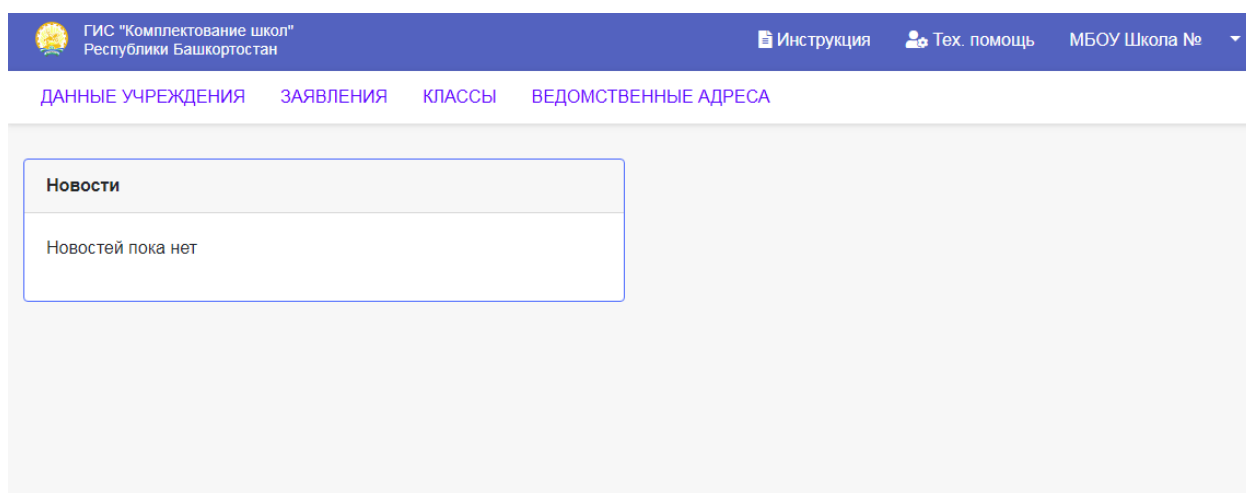 ГИС "Комплектование школ"
Республики Башкортостан
Инструкция
Тех. помощь
МБОУ Школа №
ДАННЫЕ УЧРЕЖДЕНИЯ ЗАЯВЛЕНИЯ КЛАССЫ ВЕДОМСТВЕННЫЕ АДРЕСА
Новости
Новостей пока нет